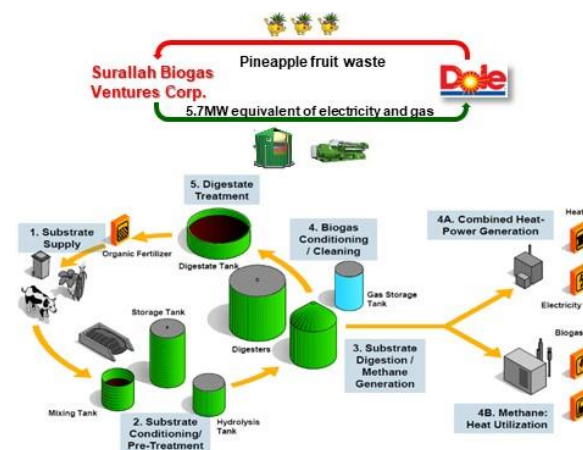 Pineapple fruit waste
Surallah Biogas
Ventures Corp.
Dole
5.7MW equivalent of electricity and gas
5. Digestate
Treatment
1. Substrate
Supply
Organic Fertilizer
Digestate Tank
4. Biogas
Conditioning
/ Cleaning
4A. Combined Heat-
Power Generation
Heat
Storage Tank
Gas Storage
Tank
Electricity
Digesters
Biogas
3. Substrate
Digestion /
Methane
Generation
Mixing Tank
2. Substrate
Conditioning/
Pre-Treatment
Hydrolysis
Tank
4B. Methane:
Heat Utilization